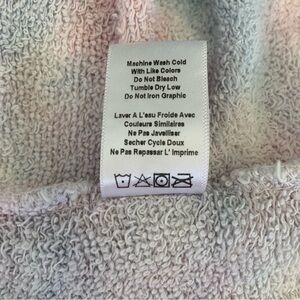 Machine Wash Cold
With Like Colors
Do Not Bleach
Tumble Dry Low
Do Not Iron Graphic
Laver A L'eau Froide Avec
Couleurs Similaires
Ne Pas Javelliser
Secher Cycle Doux
Ne Pas Repasser L' Imprime